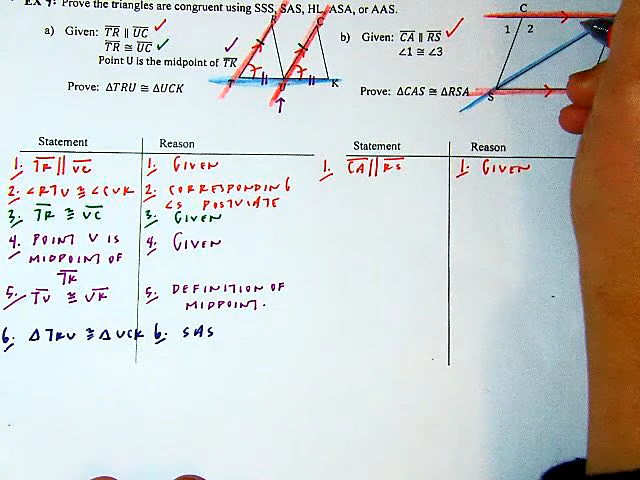 EX 4: Prove the triangles are congruent using SSS, SAS, HL, ASA, or AAS.
a) Given: TR ∥ UC
TR ≅ UC
Point U is the midpoint of TK
Prove: ΔTRU ≅ ΔUCK
R C
T U K
b) Given: CA ∥ RS
∠1 ≅ ∠3
Prove: ΔCAS ≅ ΔRSA
C
1 2
S
Statement Reason
1. TR ∥ UC 1. GIVEN
2. ∠RTU ≅ ∠CUK 2. CORRESPONDING
∠S POSTULATE
3. TR ≅ UC 3. GIVEN
4. POINT U IS 4. GIVEN
MIDPOINT OF
TK
5. TU ≅ UK 5. DEFINITION OF
MIDPOINT.
6. ΔTRU ≅ ΔUCK 6. SAS
Statement Reason
1. CA ∥ RS 1. GIVEN